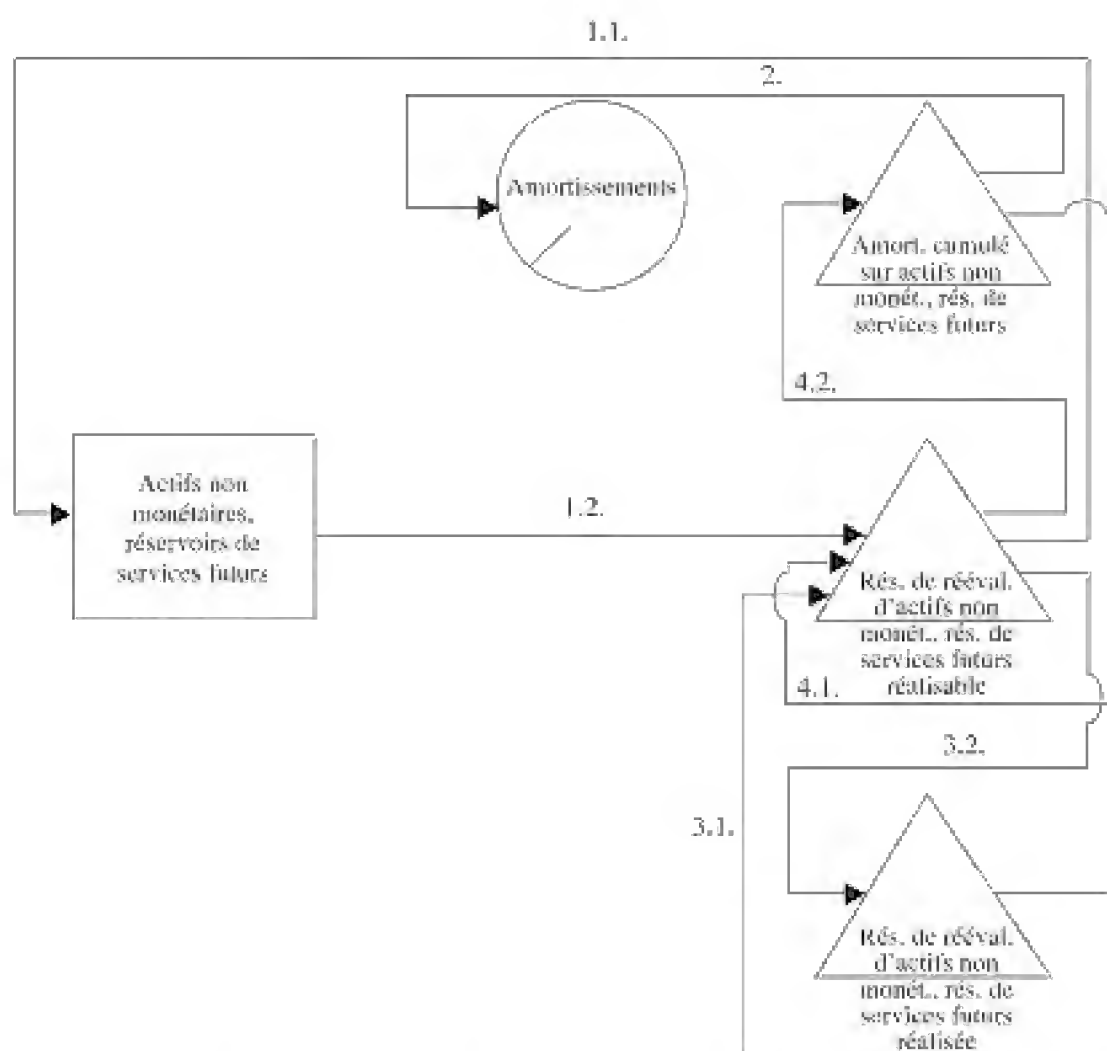 1.1.
2.
Amortissements
Amort. cumulé
sur actifs non
monét., rés. de
services futurs
4.2.
Actifs non
monétaires,
réservoirs de
services futurs
1.2.
Rés. de rééval.
d'actifs non
monét., rés. de
services futurs
réalisable
4.1.
3.2.
3.1.
Rés. de rééval.
d'actifs non
monét., rés. de
services futurs
réalisée